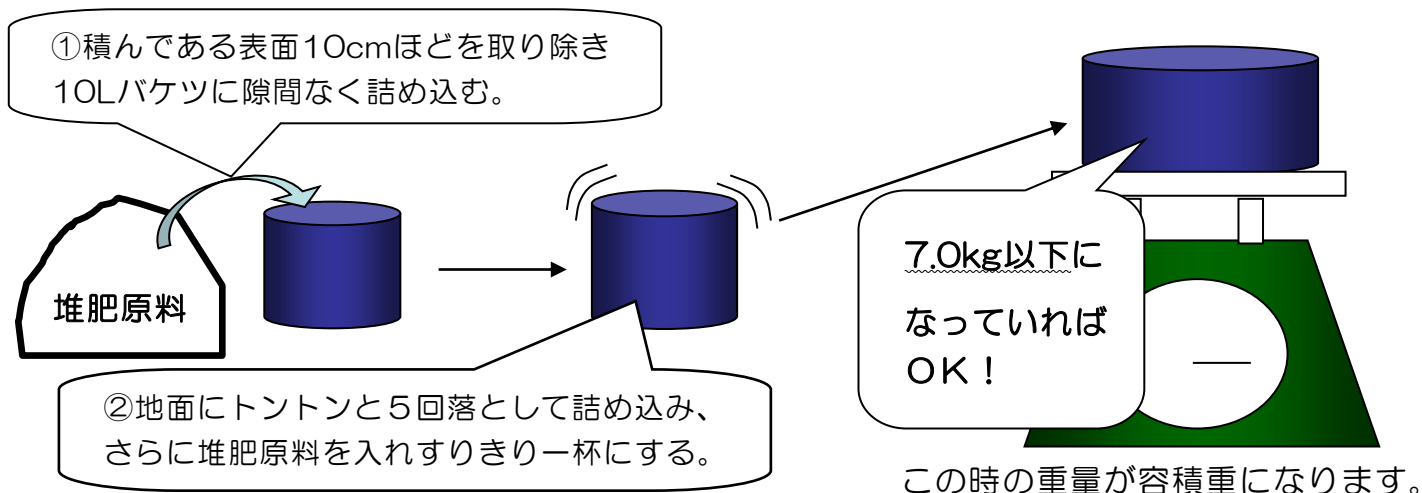 ①積んである表面10cmほどを取り除き
10Lバケツに隙間なく詰め込む。
堆肥原料
②地面にトントンと5回落として詰め込み、
さらに堆肥原料を入れすりきり一杯にする。
7.0kg以下に
なっていれば
OK！
この時の重量が容積重になります。